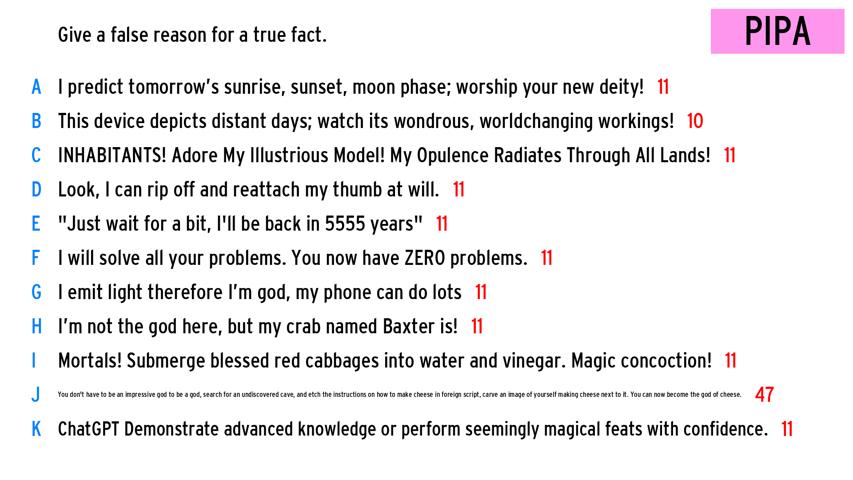 Give a false reason for a true fact.
PIPA
A I predict tomorrow's sunrise, sunset, moon phase; worship your new deity! 11
B This device depicts distant days; watch its wondrous, worldchanging workings! 10
C INHABITANTS! Adore My Illustrious Model! My Opulence Radiates Through All Lands! 11
D Look, I can rip off and reattach my thumb at will. 11
E "Just wait for a bit, I'll be back in 5555 years" 11
F I will solve all your problems. You now have ZERO problems. 11
G I emit light therefore I'm god, my phone can do lots 11
H I'm not the god here, but my crab named Baxter is! 11
I Mortals! Submerge blessed red cabbages into water and vinegar. Magic concoction! 11
J You don't have to be an impressive god to be a god, search for an undiscovered cave, and etch the instructions on how to make cheese in foreign script, carve an image of yourself making cheese next to it. You can now become the god of cheese. 47
K ChatGPT Demonstrate advanced knowledge or perform seemingly magical feats with confidence. 11